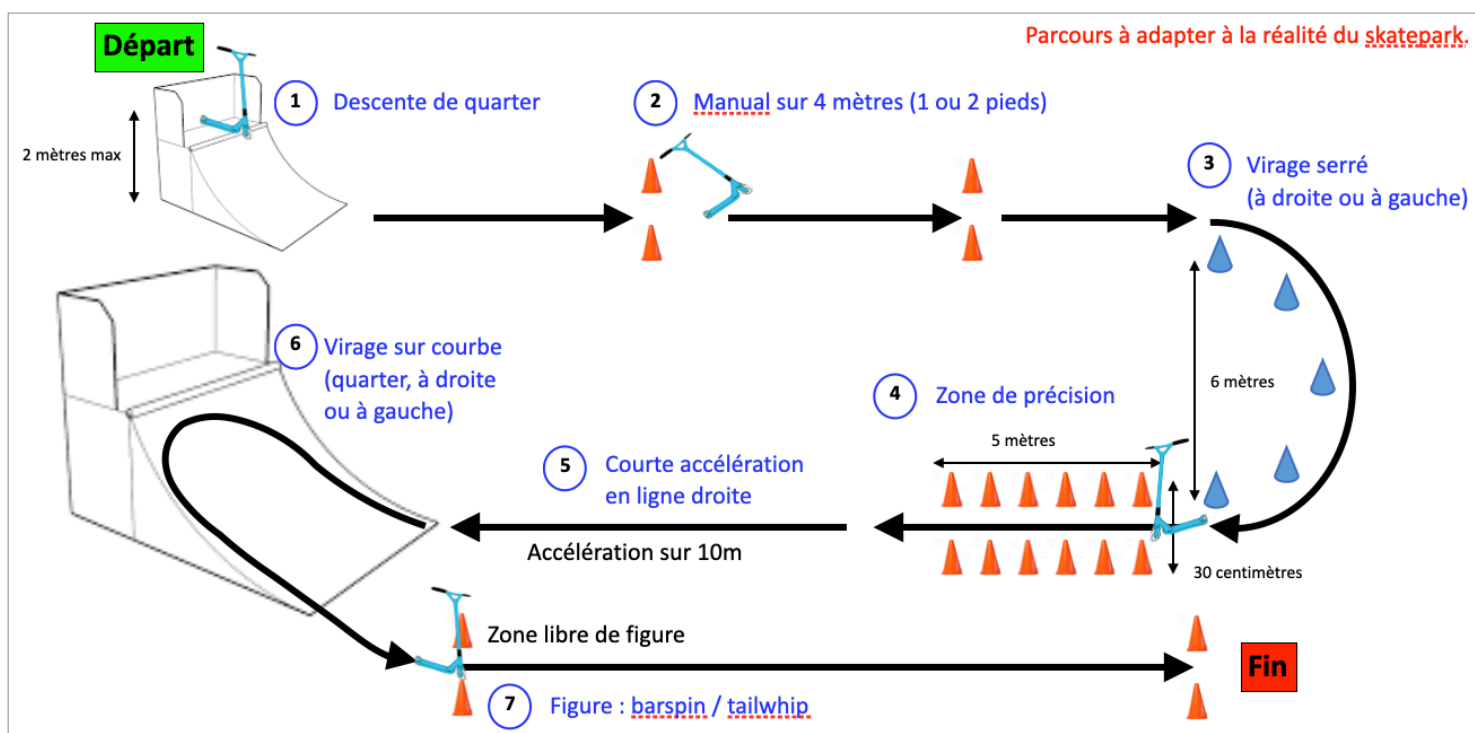 Départ
Parcours à adapter à la réalité du skatepark.
1 Descente de quarter
2 Manual sur 4 mètres (1 ou 2 pieds)
2 mètres max
3 Virage serré
(à droite ou à gauche)
6 Virage sur courbe
(quarter, à droite
ou à gauche)
6 mètres
4 Zone de précision
5 mètres
5 Courte accélération
en ligne droite
Accélération sur 10m
30 centimètres
Zone libre de figure
Fin
7 Figure : barspin / tailwhip